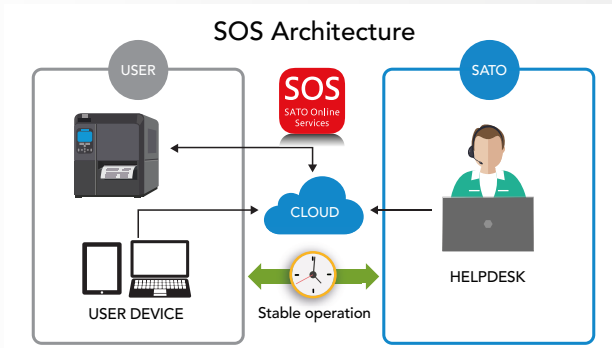 SOS Architecture
USER
SATO
SOS
SATO Online
Services
CLOUD
USER DEVICE
Stable operation
HELPDESK